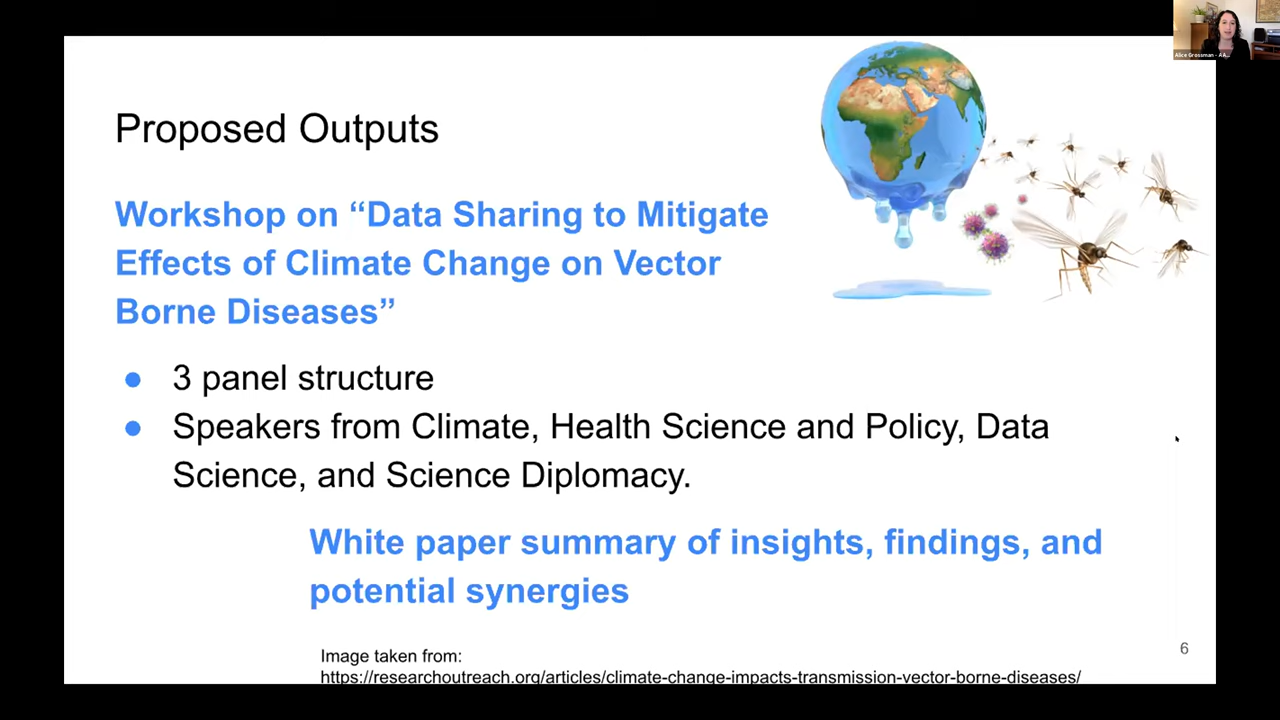 Alice Grossman - AA...
Proposed Outputs
Workshop on “Data Sharing to Mitigate
Effects of Climate Change on Vector
Borne Diseases”
● 3 panel structure
● Speakers from Climate, Health Science and Policy, Data
Science, and Science Diplomacy.
White paper summary of insights, findings, and
potential synergies
6
Image taken from:
https://researchoutreach.org/articles/climate-change-impacts-transmission-vector-borne-diseases/